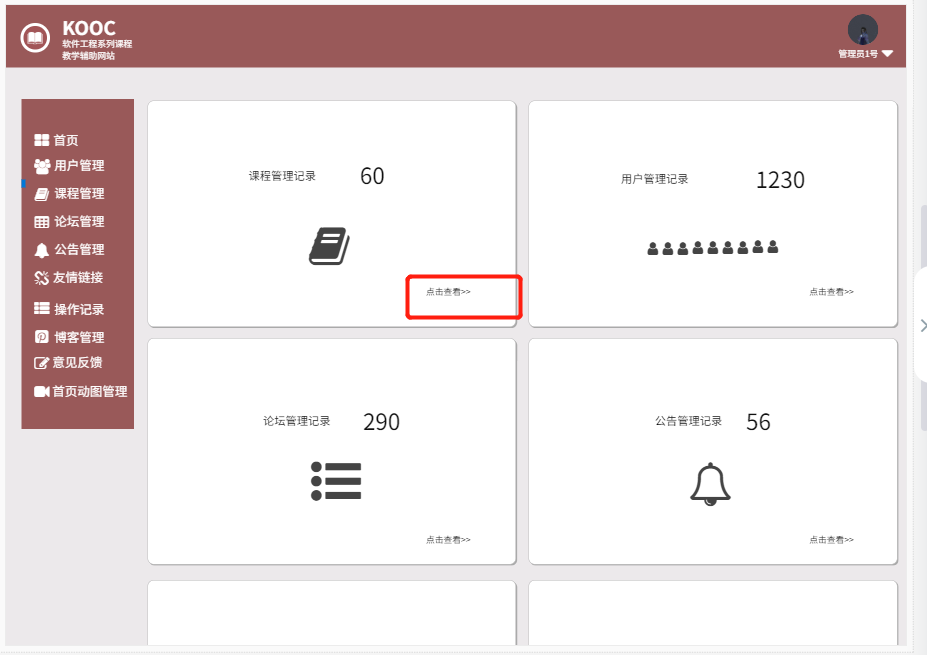 KOOC
软件工程系列课程
教学辅助网站
管理员1号
首页
用户管理
课程管理
论坛管理
公告管理
友情链接
操作记录
博客管理
意见反馈
首页动图管理
课程管理记录 60
点击查看>>
用户管理记录 1230
点击查看>>
论坛管理记录 290
点击查看>>
公告管理记录 56
点击查看>>